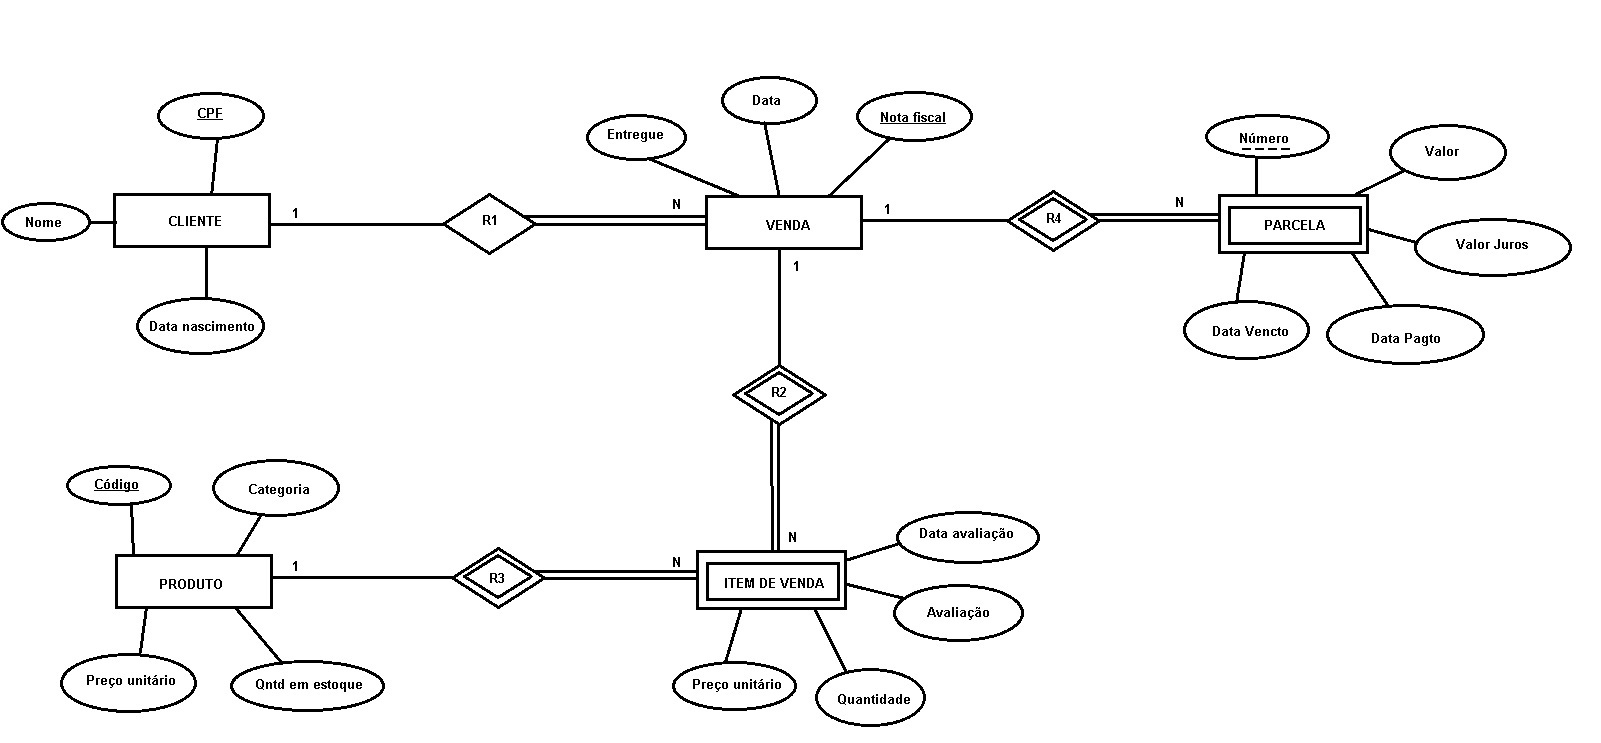 Data
CPF
Nota fiscal
Entregue
Número
Valor
Nome
CLIENTE
1
R1
N
VENDA
1
R4
N
PARCELA
Valor Juros
1
Data nascimento
Data Vencto
Data Pagto
R2
Código
Categoria
N
Data avaliação
PRODUTO
1
R3
N
ITEM DE VENDA
Avaliação
Preço unitário
Qntd em estoque
Preço unitário
Quantidade